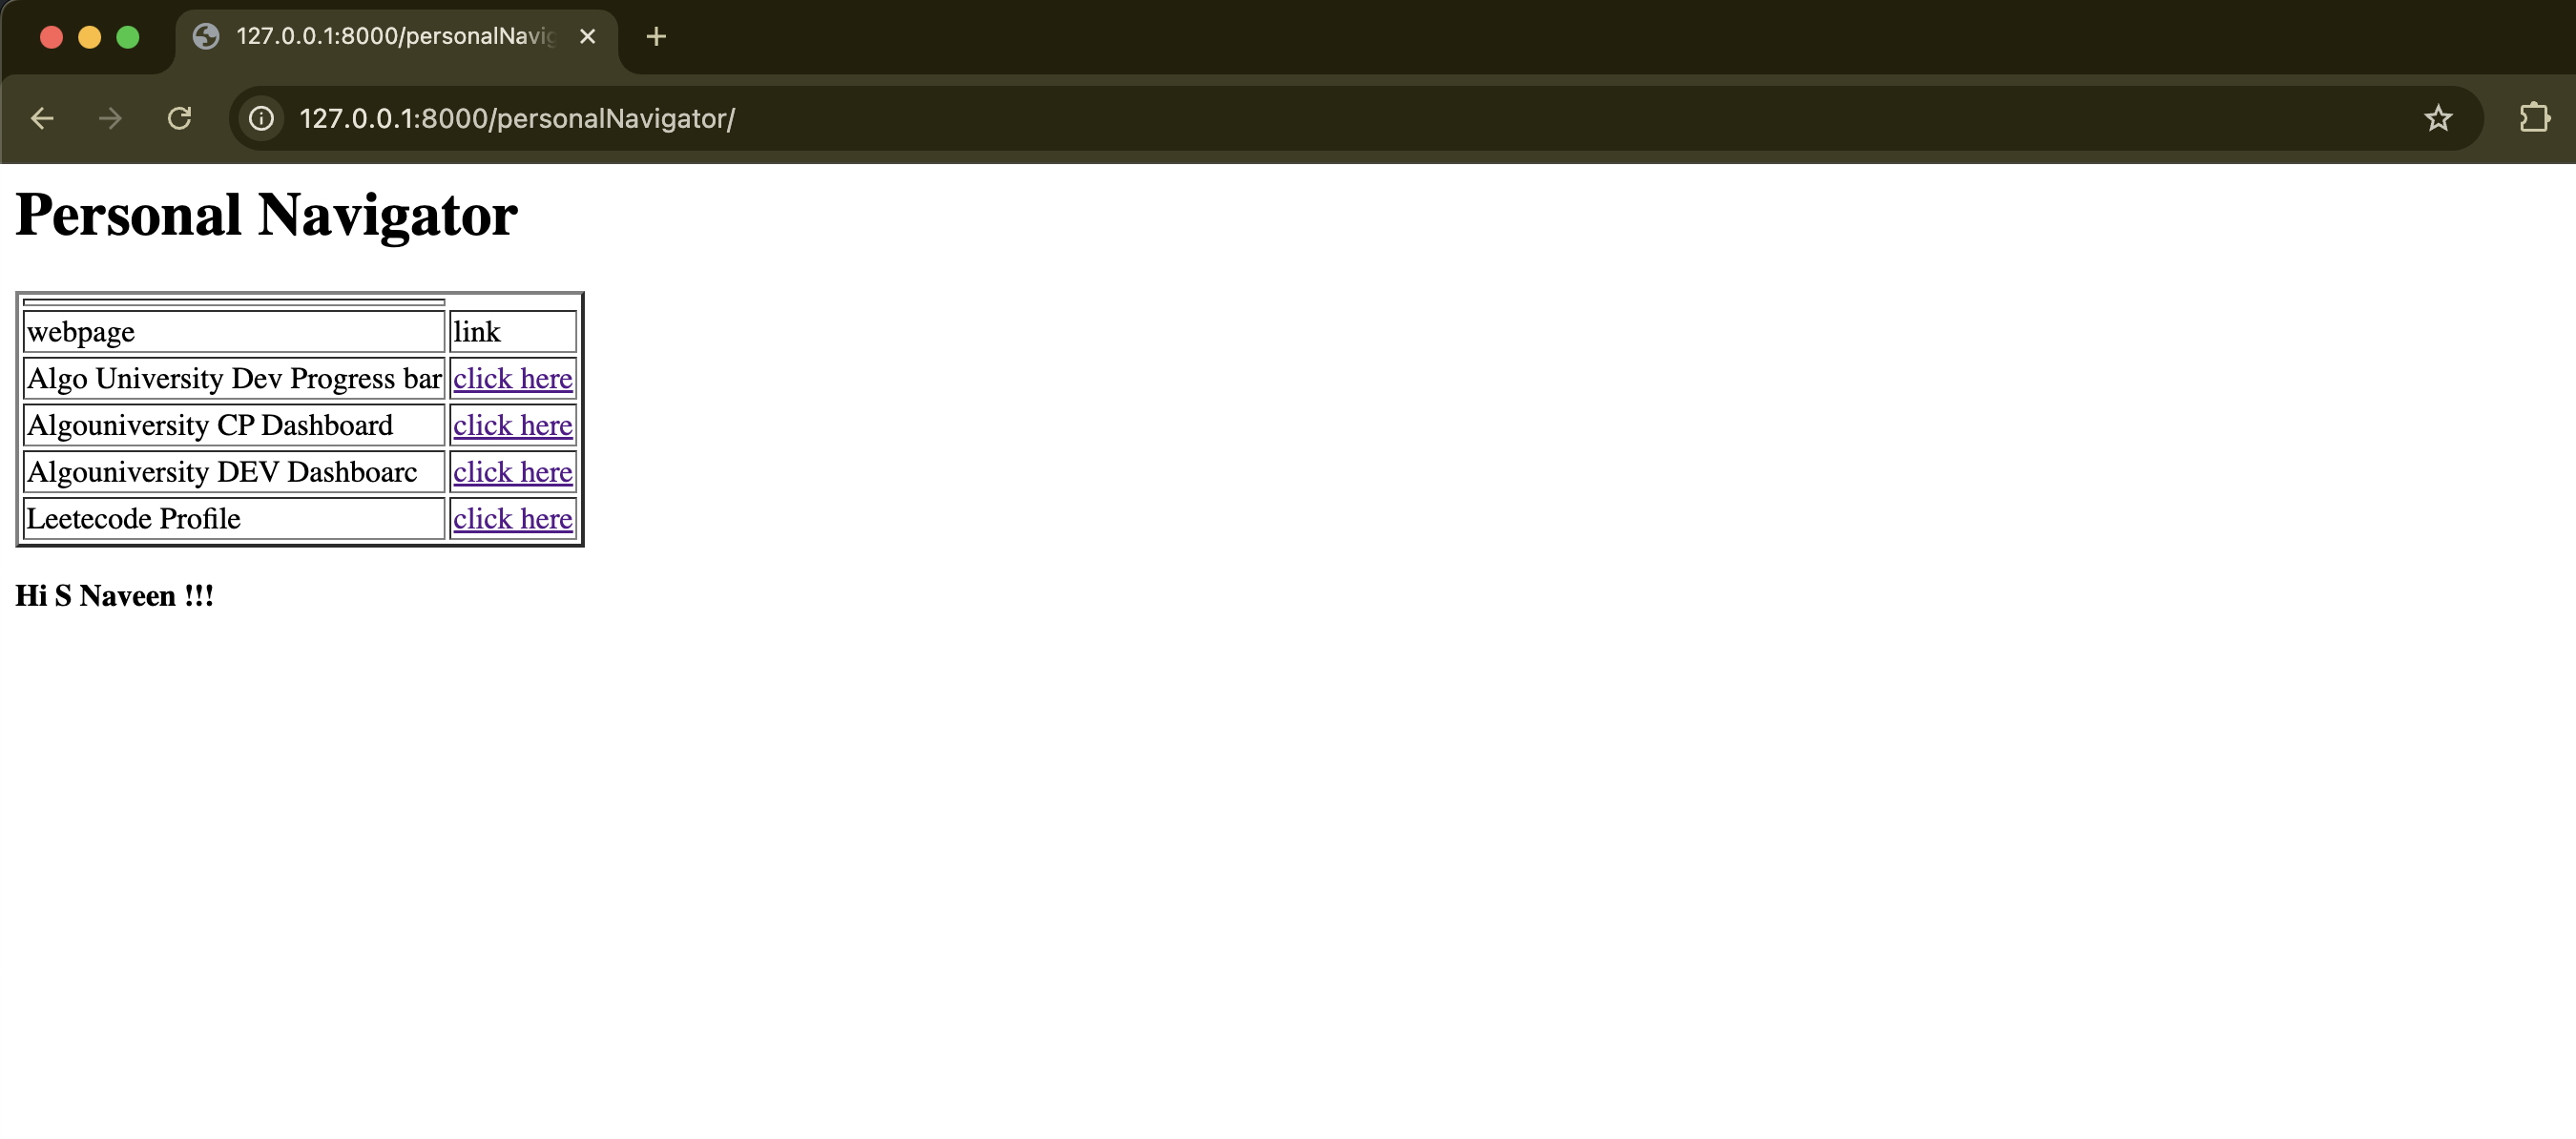 127.0.0.1:8000/personalNavig
127.0.0.1:8000/personalNavigator/
Personal Navigator
webpage link
Algo University Dev Progress bar click here
Algouniversity CP Dashboard click here
Algouniversity DEV Dashboarc click here
Leetecode Profile click here
Hi S Naveen !!!